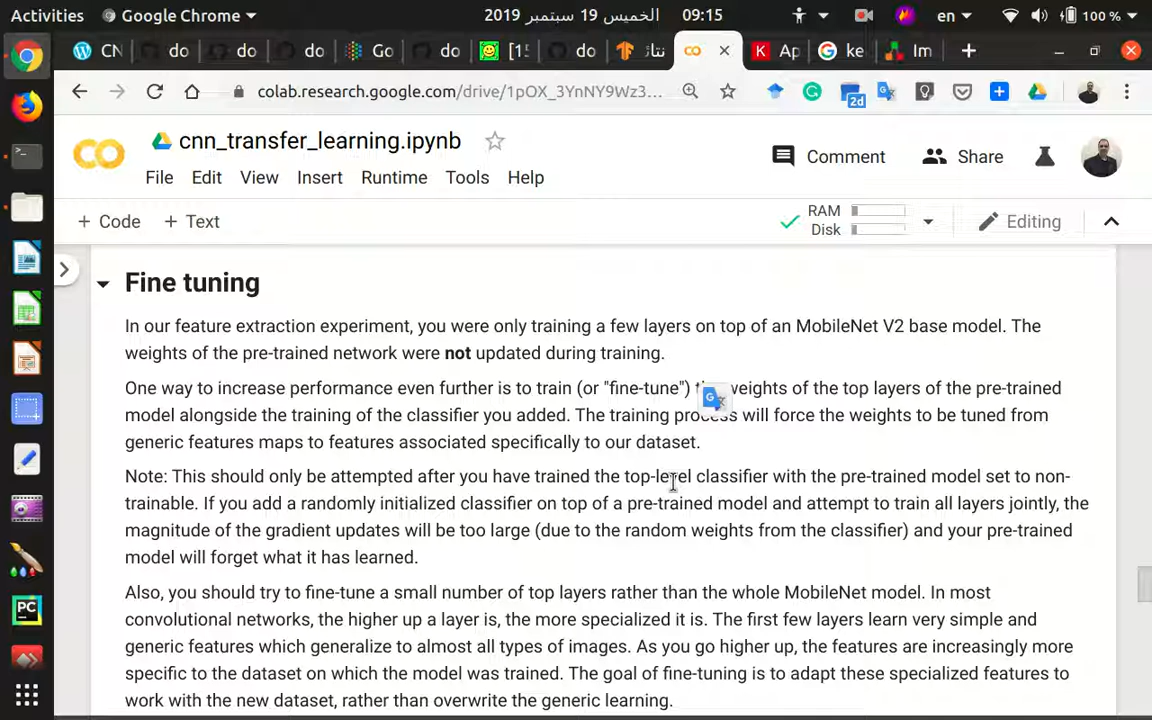 Activities Google Chrome الخميس 19 سبتمبر 2019 09:15 en 100 %
CN do do do Go do [15 do نتائ Ap ke Im
colab.research.google.com/drive/1pOX_3YnNY9Wz3... 2d
cnn_transfer_learning.ipynb Comment Share
File Edit View Insert Runtime Tools Help
+ Code + Text RAM Disk Editing
Fine tuning
In our feature extraction experiment, you were only training a few layers on top of an MobileNet V2 base model. The
weights of the pre-trained network were not updated during training.
One way to increase performance even further is to train (or "fine-tune") weights of the top layers of the pre-trained
model alongside the training of the classifier you added. The training process will force the weights to be tuned from
generic features maps to features associated specifically to our dataset.
Note: This should only be attempted after you have trained the top-level classifier with the pre-trained model set to non-
trainable. If you add a randomly initialized classifier on top of a pre-trained model and attempt to train all layers jointly, the
magnitude of the gradient updates will be too large (due to the random weights from the classifier) and your pre-trained
model will forget what it has learned.
Also, you should try to fine-tune a small number of top layers rather than the whole MobileNet model. In most
convolutional networks, the higher up a layer is, the more specialized it is. The first few layers learn very simple and
generic features which generalize to almost all types of images. As you go higher up, the features are increasingly more
specific to the dataset on which the model was trained. The goal of fine-tuning is to adapt these specialized features to
work with the new dataset, rather than overwrite the generic learning.